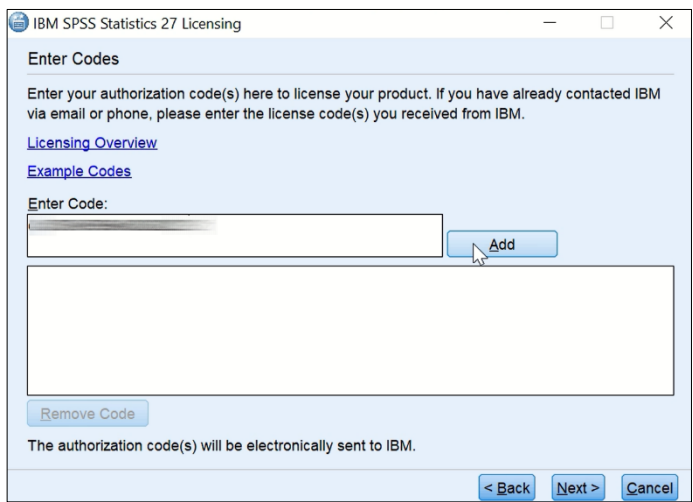 IBM SPSS Statistics 27 Licensing
Enter Codes
Enter your authorization code(s) here to license your product. If you have already contacted IBM
via email or phone, please enter the license code(s) you received from IBM.
Licensing Overview
Example Codes
Enter Code:
Add
Remove Code
The authorization code(s) will be electronically sent to IBM.
< Back Next > Cancel